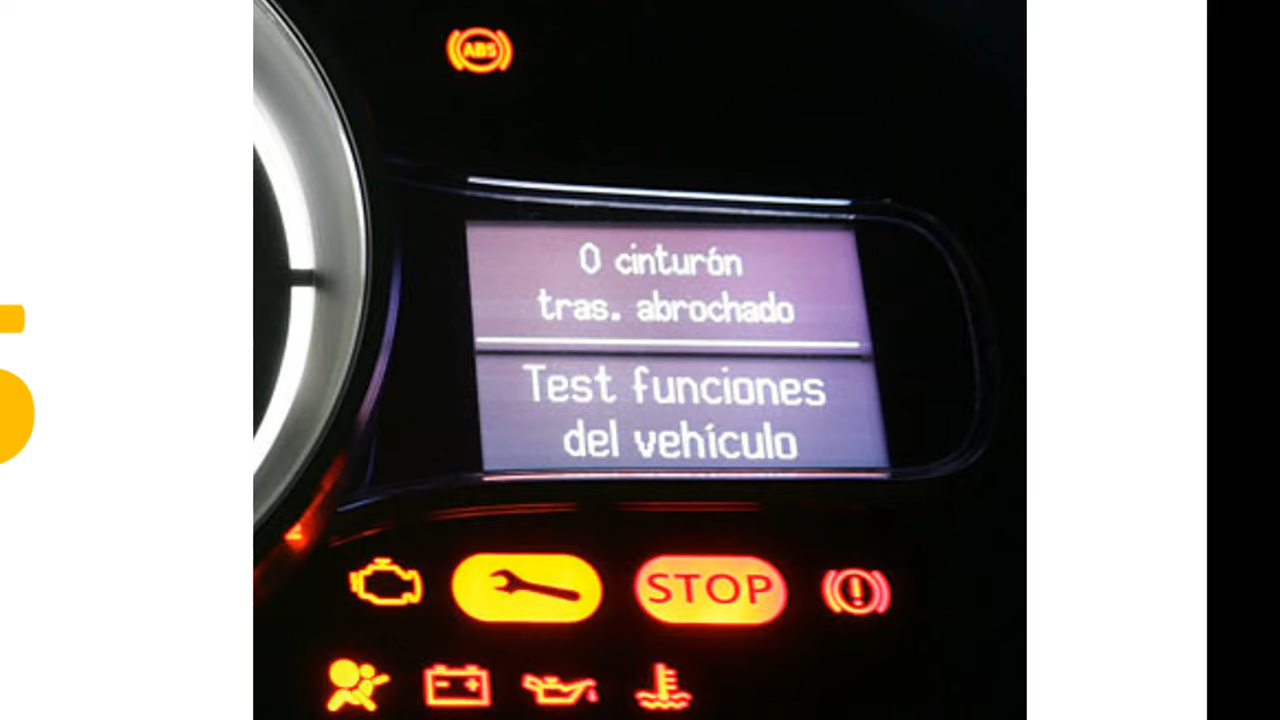 ABS
0 cinturón
tras. abrochado
Test funciones
del vehículo
STOP